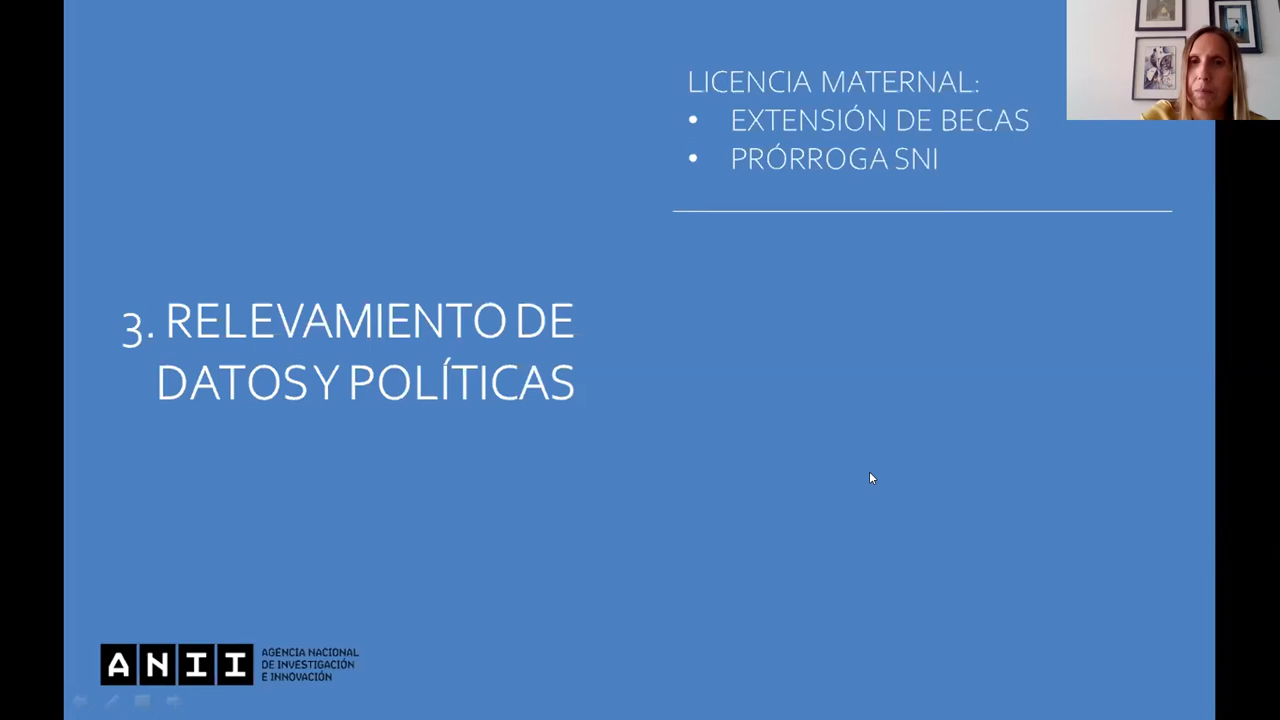 LICENCIA MATERNAL:
• EXTENSIÓN DE BECAS
• PRÓRROGA SNI
3. RELEVAMIENTO DE
DATOS Y POLÍTICAS
ANII
AGENCIA NACIONAL
DE INVESTIGACIÓN
E INNOVACIÓN